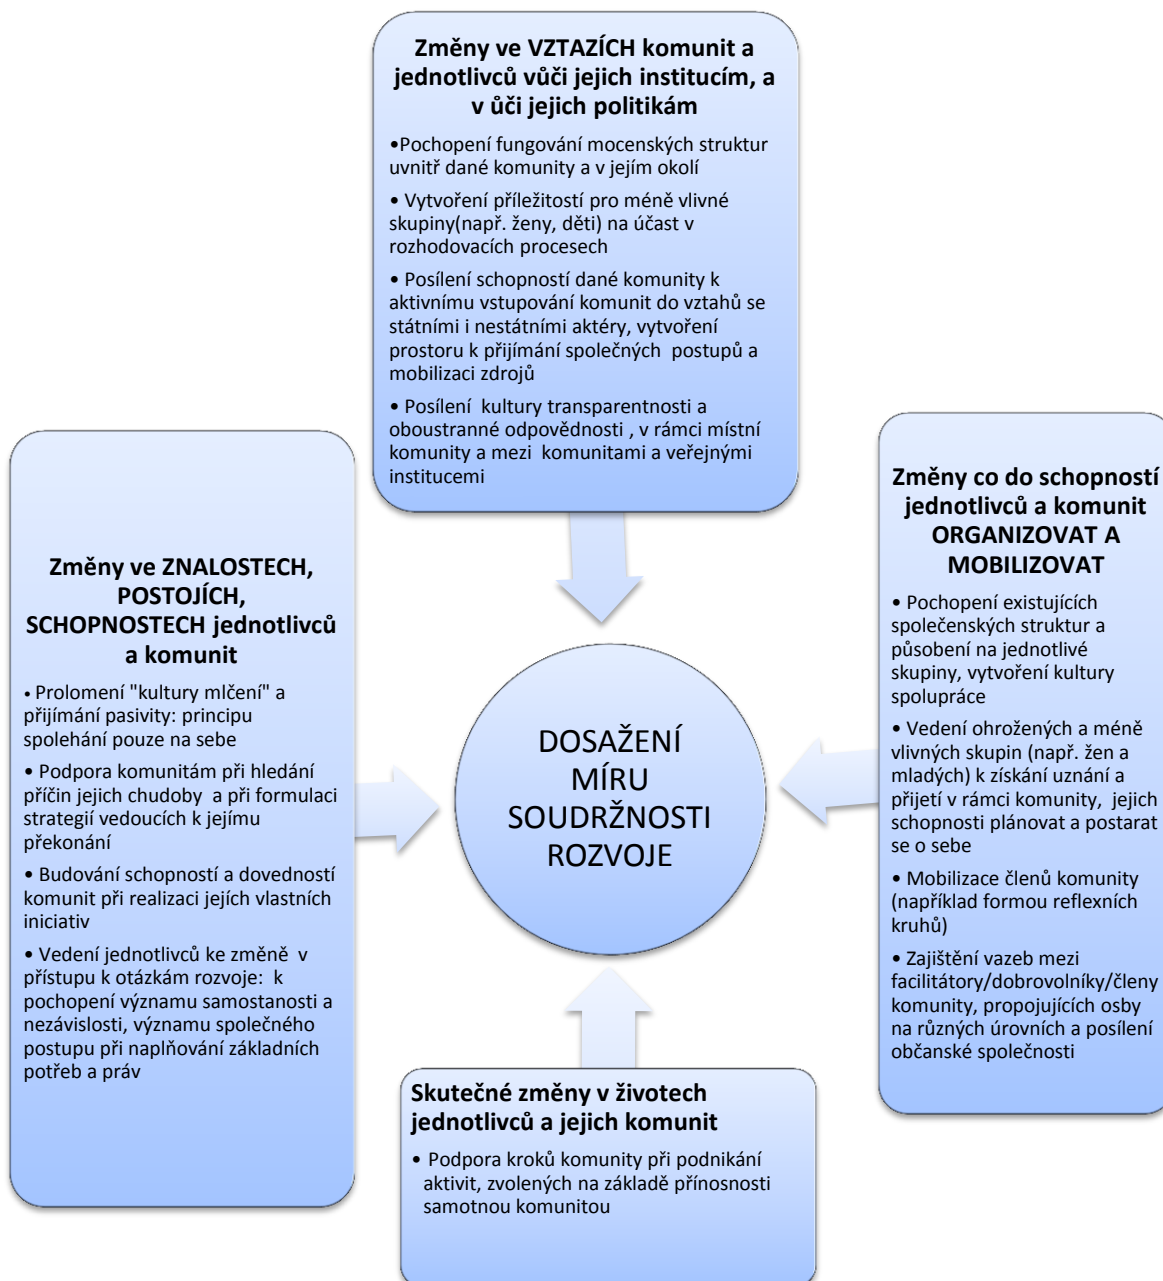 Změny ve VZTAZÍCH komunit a
jednotlivců vůči jejich institucím, a
v ůči jejich politikám
•Pochopení fungování mocenských struktur
uvnitř dané komunity a v jejím okolí
• Vytvoření příležitostí pro méně vlivné
skupiny(např. ženy, děti) na účast v
rozhodovacích procesech
• Posílení schopností dané komunity k
aktivnímu vstupování komunit do vztahů se
státními i nestátními aktéry, vytvoření
prostoru k přijímání společných postupů a
mobilizaci zdrojů
• Posílení kultury transparentnosti a
oboustranné odpovědnosti , v rámci místní
komunity a mezi komunitami a veřejnými
institucemi
Změny ve ZNALOSTECH,
POSTOJÍCH,
SCHOPNOSTECH jednotlivců
a komunit
• Prolomení "kultury mlčení" a
přijímání pasivity: principu
spolehání pouze na sebe
• Podpora komunitám při hledání
příčin jejich chudoby a při formulaci
strategií vedoucích k jejímu
překonání
• Budování schopností a dovedností
komunit při realizaci jejích vlastních
iniciativ
• Vedení jednotlivců ke změně v
přístupu k otázkám rozvoje: k
pochopení významu samostanosti a
nezávislosti, významu společného
postupu při naplňování základních
potřeb a práv
DOSAŽENÍ
MÍRU
SOUDRŽNOSTI
ROZVOJE
Změny co do schopností
jednotlivců a komunit
ORGANIZOVAT A
MOBILIZOVAT
• Pochopení existujících
společenských struktur a
působení na jednotlivé
skupiny, vytvoření kultury
spolupráce
• Vedení ohrožených a méně
vlivných skupin (např. žen a
mladých) k získání uznání a
přijetí v rámci komunity, jejich
schopnosti plánovat a postarat
se o sebe
• Mobilizace členů komunity
(například formou reflexních
kruhů)
• Zajištění vazeb mezi
facilitátory/dobrovolníky/členy
komunity, propojujících osby
na různých úrovních a posílení
občanské společnosti
Skutečné změny v životech
jednotlivců a jejich komunit
• Podpora kroků komunity při podnikání
aktivit, zvolených na základě přínosnosti
samotnou komunitou